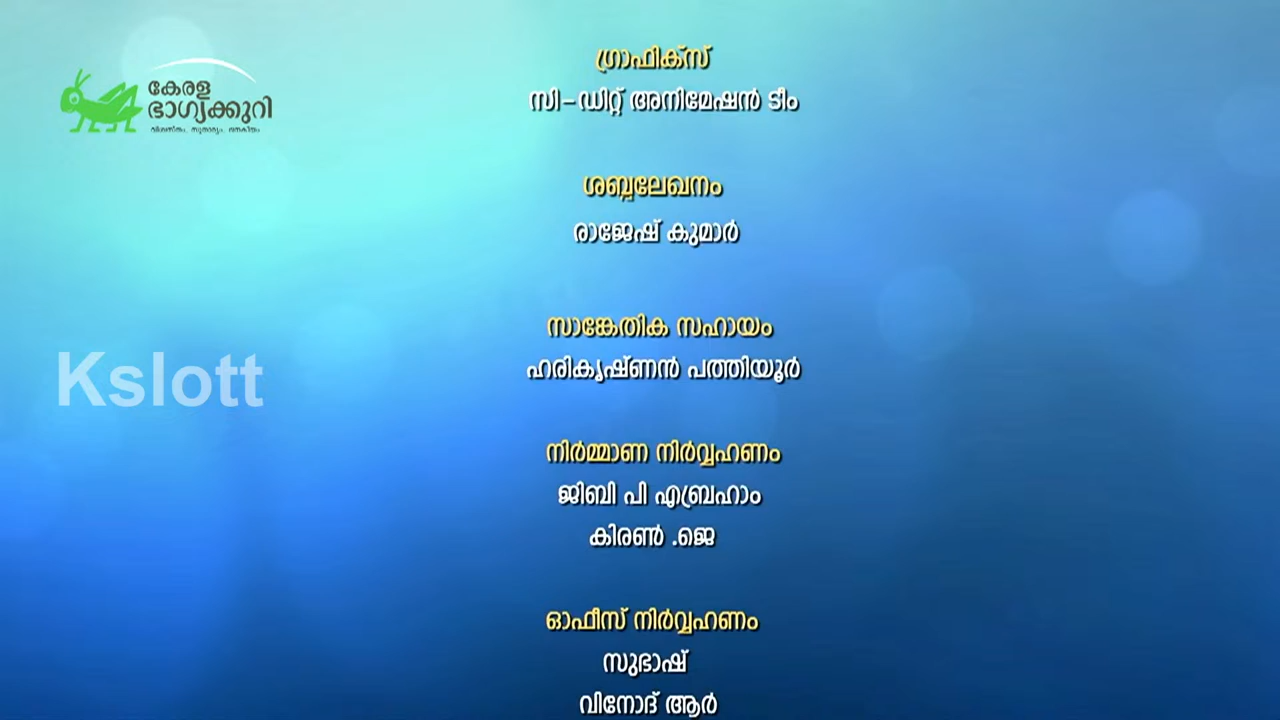 കേരള
ഭാഗ്യക്കുറി
Kslott
ഗ്രാഫിക്സ്
സി-ഡിറ്റ് അനിമേഷൻ ടീം
ശബ്ദലേഖനം
രാജേഷ് കുമാർ
സാങ്കേതിക സഹായം
ഹരികൃഷ്ണൻ പത്തിയൂർ
നിർമ്മാണ നിർവ്വഹണം
ജിബി പി എബ്രഹാം
കിരൺ .ജെ
ഓഫീസ് നിർവ്വഹണം
സുഭാഷ്
വിനോദ് ആർ